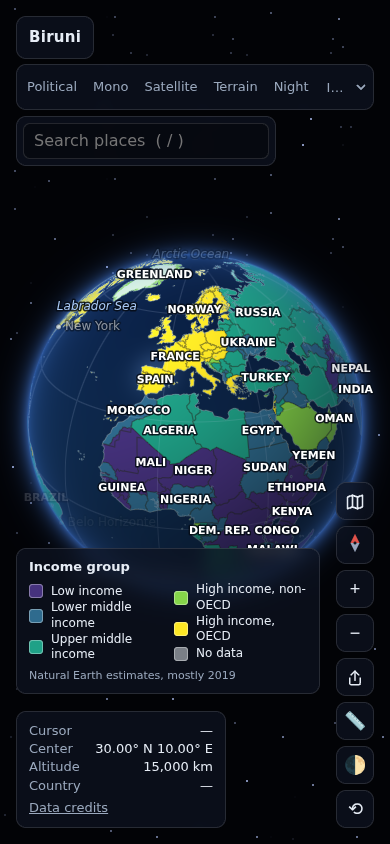 Biruni
Political Mono Satellite Terrain Night I...
Search places ( / )
Arctic Ocean
GREENLAND
Labrador Sea
NORWAY
RUSSIA
New York
UKRAINE
FRANCE
NEPAL
SPAIN
TURKEY
INDIA
MOROCCO
OMAN
ALGERIA
EGYPT
YEMEN
MALI
NIGER
SUDAN
GUINEA
ETHIOPIA
BRAZIL
NIGERIA
KENYA
Belo Horizonte
DEM. REP. CONGO
MALAWI
Income group
Low income
Lower middle
income
Upper middle
income
High income, non-
OECD
High income,
OECD
No data
Natural Earth estimates, mostly 2019
+
−
Cursor —
Center 30.00° N 10.00° E
Altitude 15,000 km
Country —
Data credits